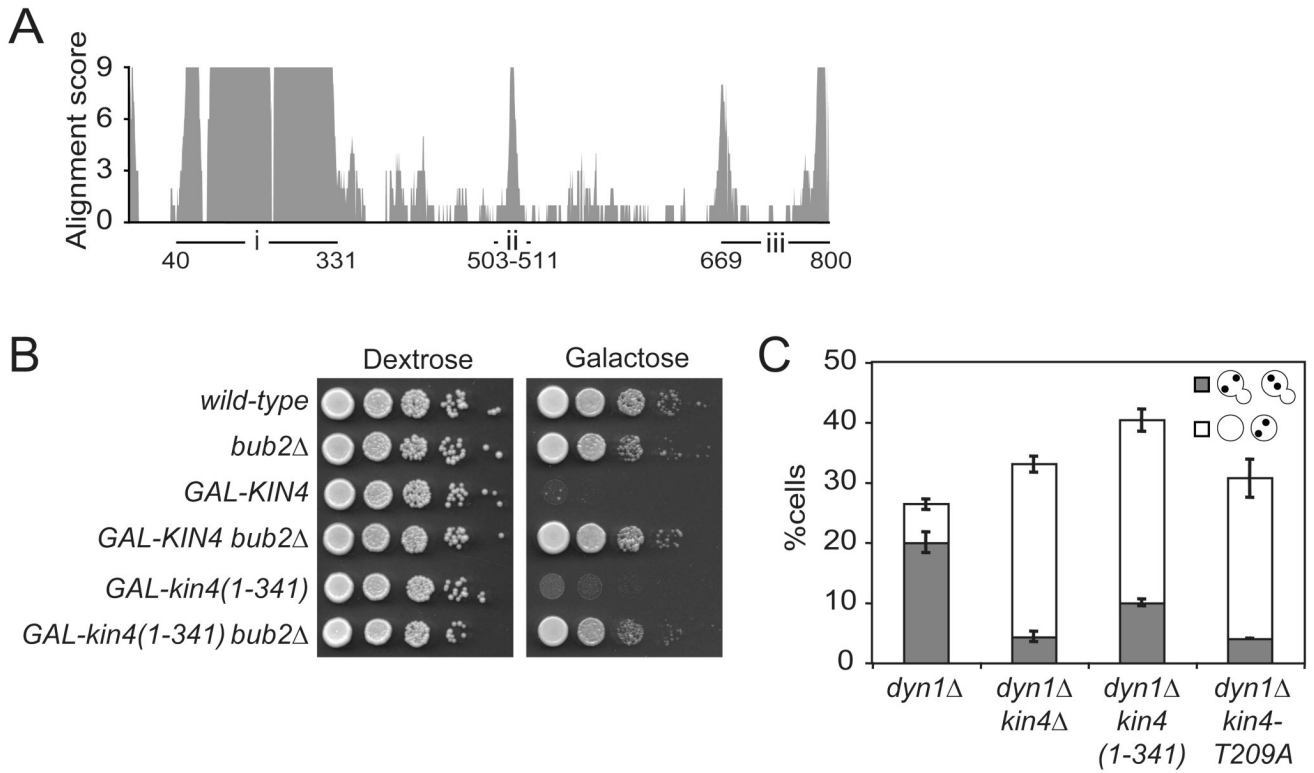 A
Alignment score
9
6
3
0
i
ii
iii
40
331
503-511
669
800
B
Dextrose
Galactose
wild-type
bub2Δ
GAL-KIN4
GAL-KIN4 bub2Δ
GAL-kin4(1-341)
GAL-kin4(1-341) bub2Δ
C
%cells
50
40
30
20
10
0
dyn1Δ
dyn1Δ
kin4Δ
dyn1Δ
kin4
(1-341)
dyn1Δ
kin4-
T209A